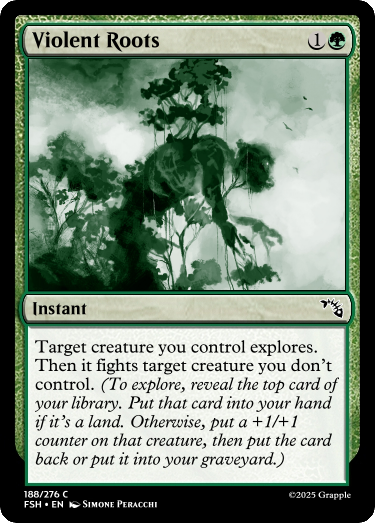 Violent Roots 1
Instant
Target creature you control explores.
Then it fights target creature you don't
control. (To explore, reveal the top card of
your library. Put that card into your hand
if it's a land. Otherwise, put a +1/+1
counter on that creature, then put the card
back or put it into your graveyard.)
188/276 C
FSH • EN Simone Peracchi
©2025 Grapple